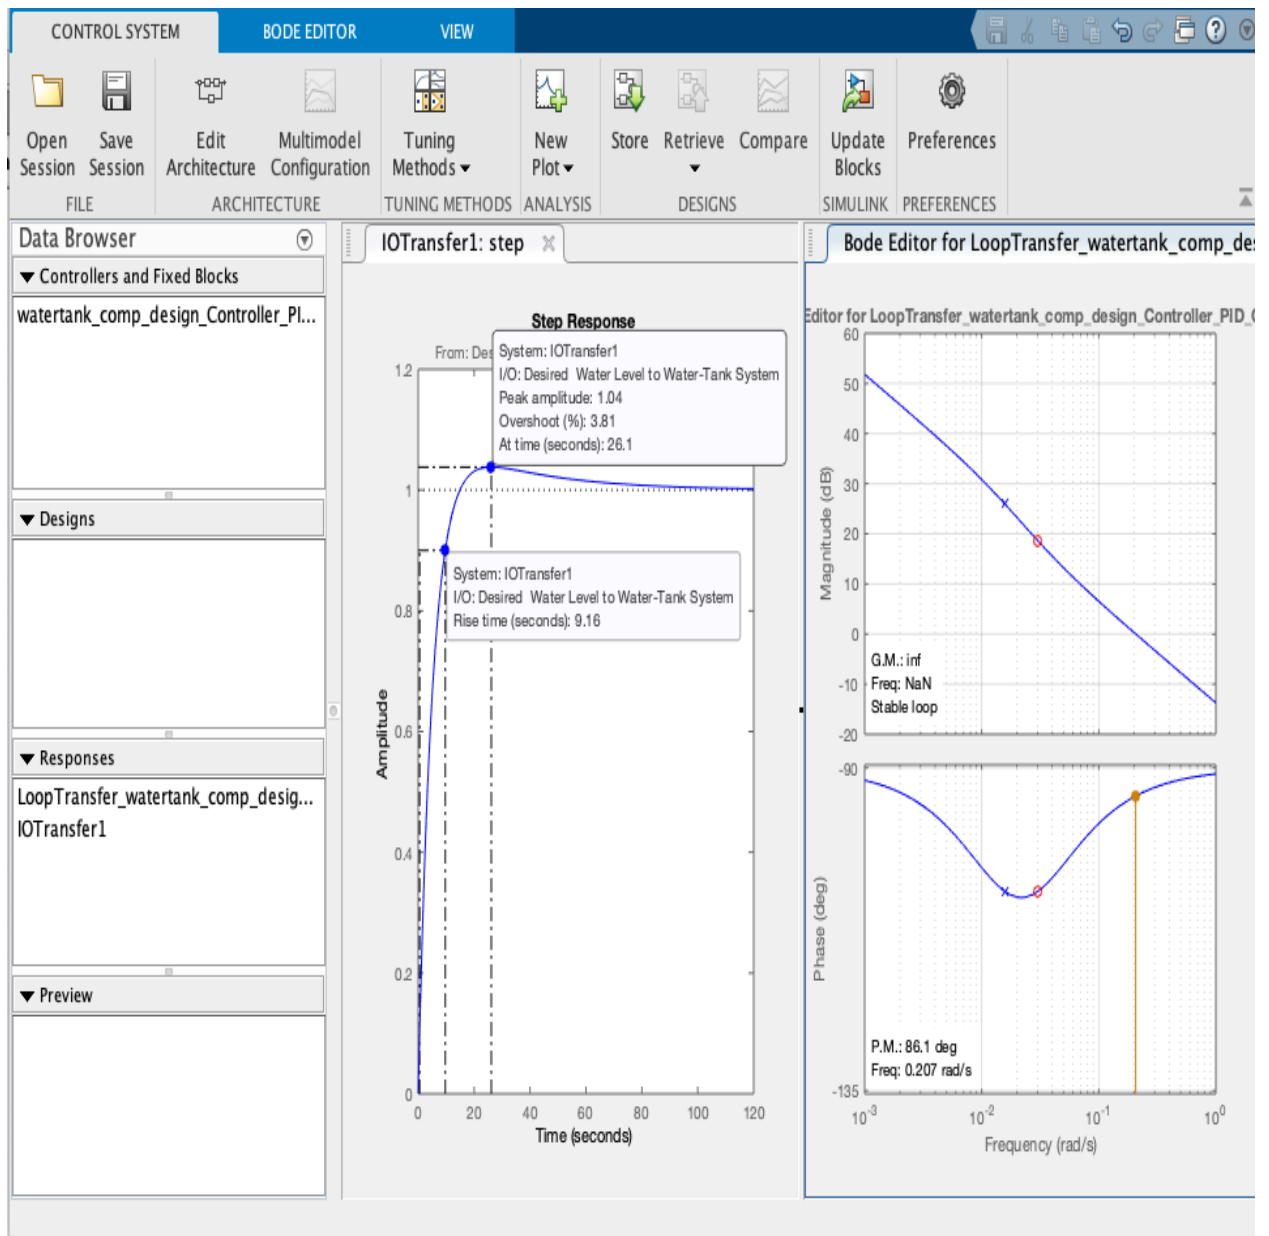 CONTROL SYSTEM
BODE EDITOR
VIEW
Open Session
Save Session
Edit Architecture
Multimodel Configuration
Tuning Methods
New Plot
Store
Retrieve
Compare
Update Blocks
Preferences
FILE
ARCHITECTURE
TUNING METHODS
ANALYSIS
DESIGNS
SIMULINK
PREFERENCES
Data Browser
Controllers and Fixed Blocks
watertank_comp_design_Controller_PI...
Designs
Responses
LoopTransfer_watertank_comp_desig...
IOTransfer1
Preview
IOTransfer1: step
Step Response
From: Des
System: IOTransfer1
I/O: Desired Water Level to Water-Tank System
Peak amplitude: 1.04
Overshoot (%): 3.81
At time (seconds): 26.1
System: IOTransfer1
I/O: Desired Water Level to Water-Tank System
Rise time (seconds): 9.16
1.2
1
0.8
0.6
0.4
0.2
0
Amplitude
0 20 40 60 80 100 120
Time (seconds)
Bode Editor for LoopTransfer_watertank_comp_des
Editor for LoopTransfer_watertank_comp_design_Controller_PID_C
60
50
40
30
20
10
0
-10
-20
Magnitude (dB)
G.M.: inf
Freq: NaN
Stable loop
-90
-135
Phase (deg)
P.M.: 86.1 deg
Freq: 0.207 rad/s
10^-3 10^-2 10^-1 10^0
Frequency (rad/s)